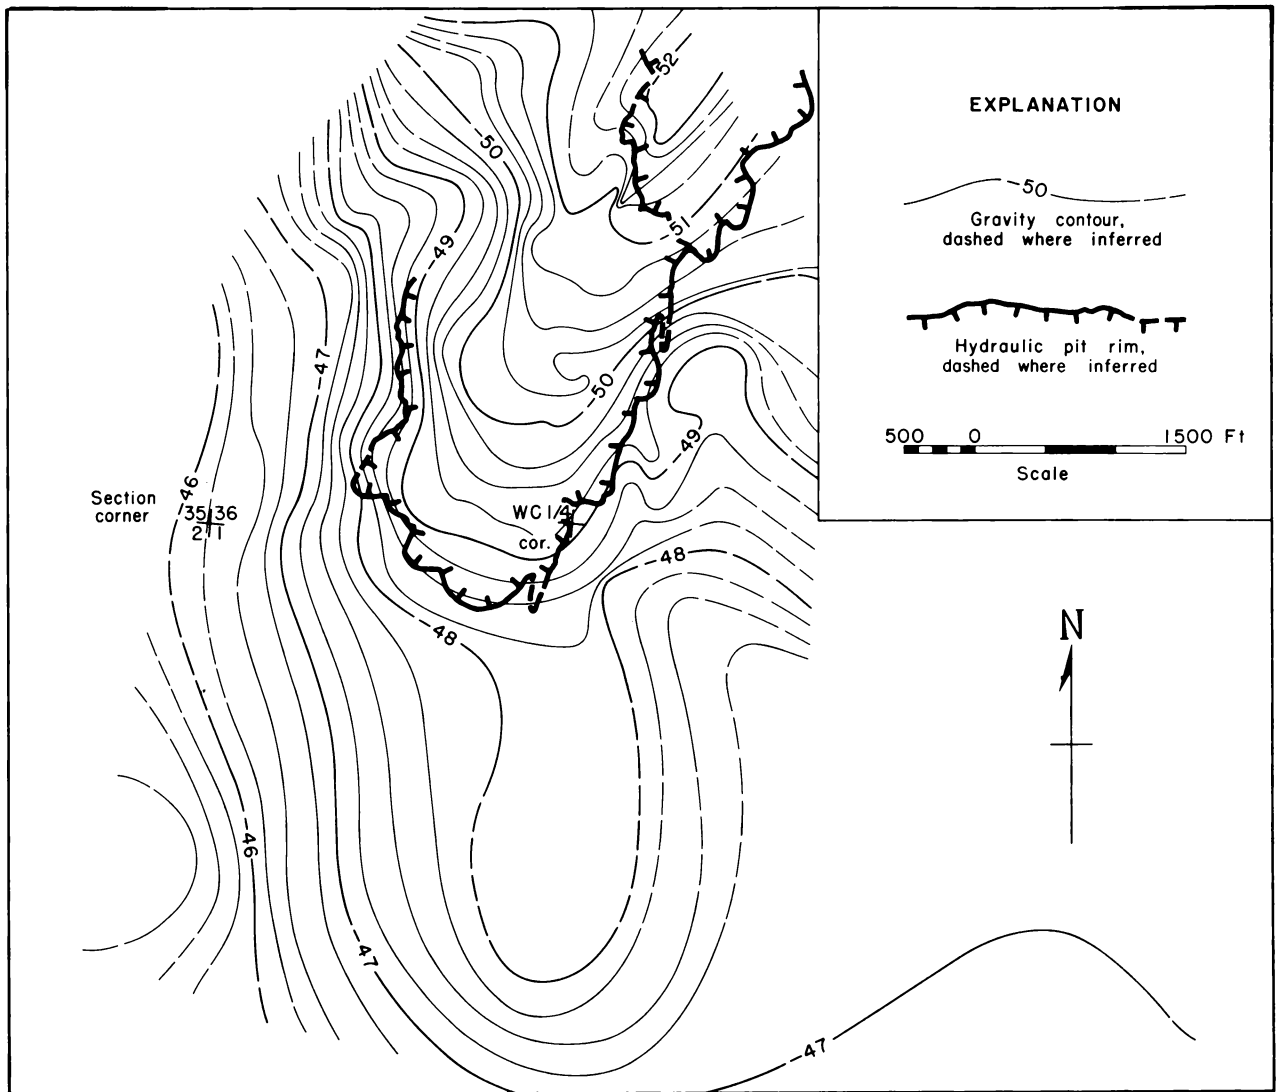 EXPLANATION
-50
Gravity contour,
dashed where inferred
Hydraulic pit rim,
dashed where inferred
500 0 1500 Ft
Scale
N
-52
-50
-51
-49
-47
-50
-49
-46
Section
corner
35 36
2 1
WC 1/4
cor.
-48
-48
-46
-47
-47